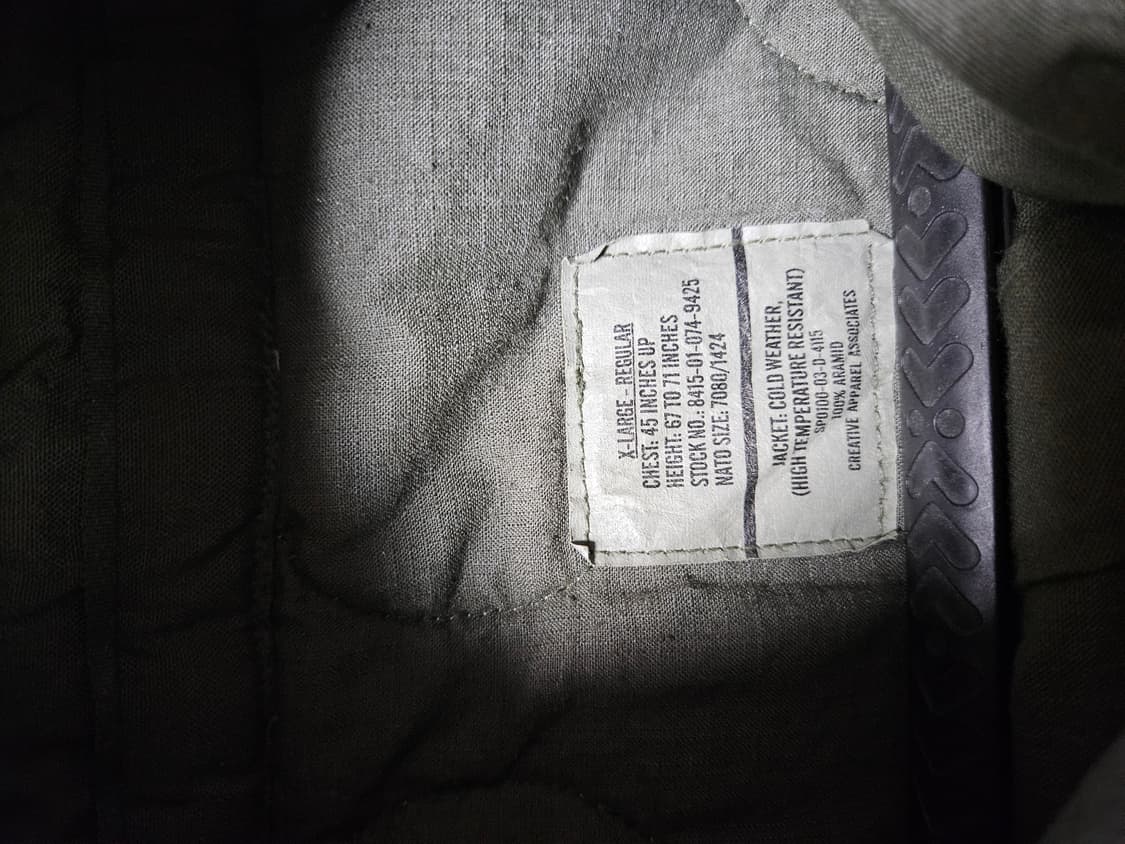 X-LARGE - REGULAR
CHEST: 45 INCHES UP
HEIGHT: 67 TO 71 INCHES
STOCK NO.: 8415-01-074-9425
NATO SIZE: 7080/1424
JACKET: COLD WEATHER,
(HIGH TEMPERATURE RESISTANT)
SPO100-03-D-4115
100% ARAMID
CREATIVE APPAREL ASSOCIATES